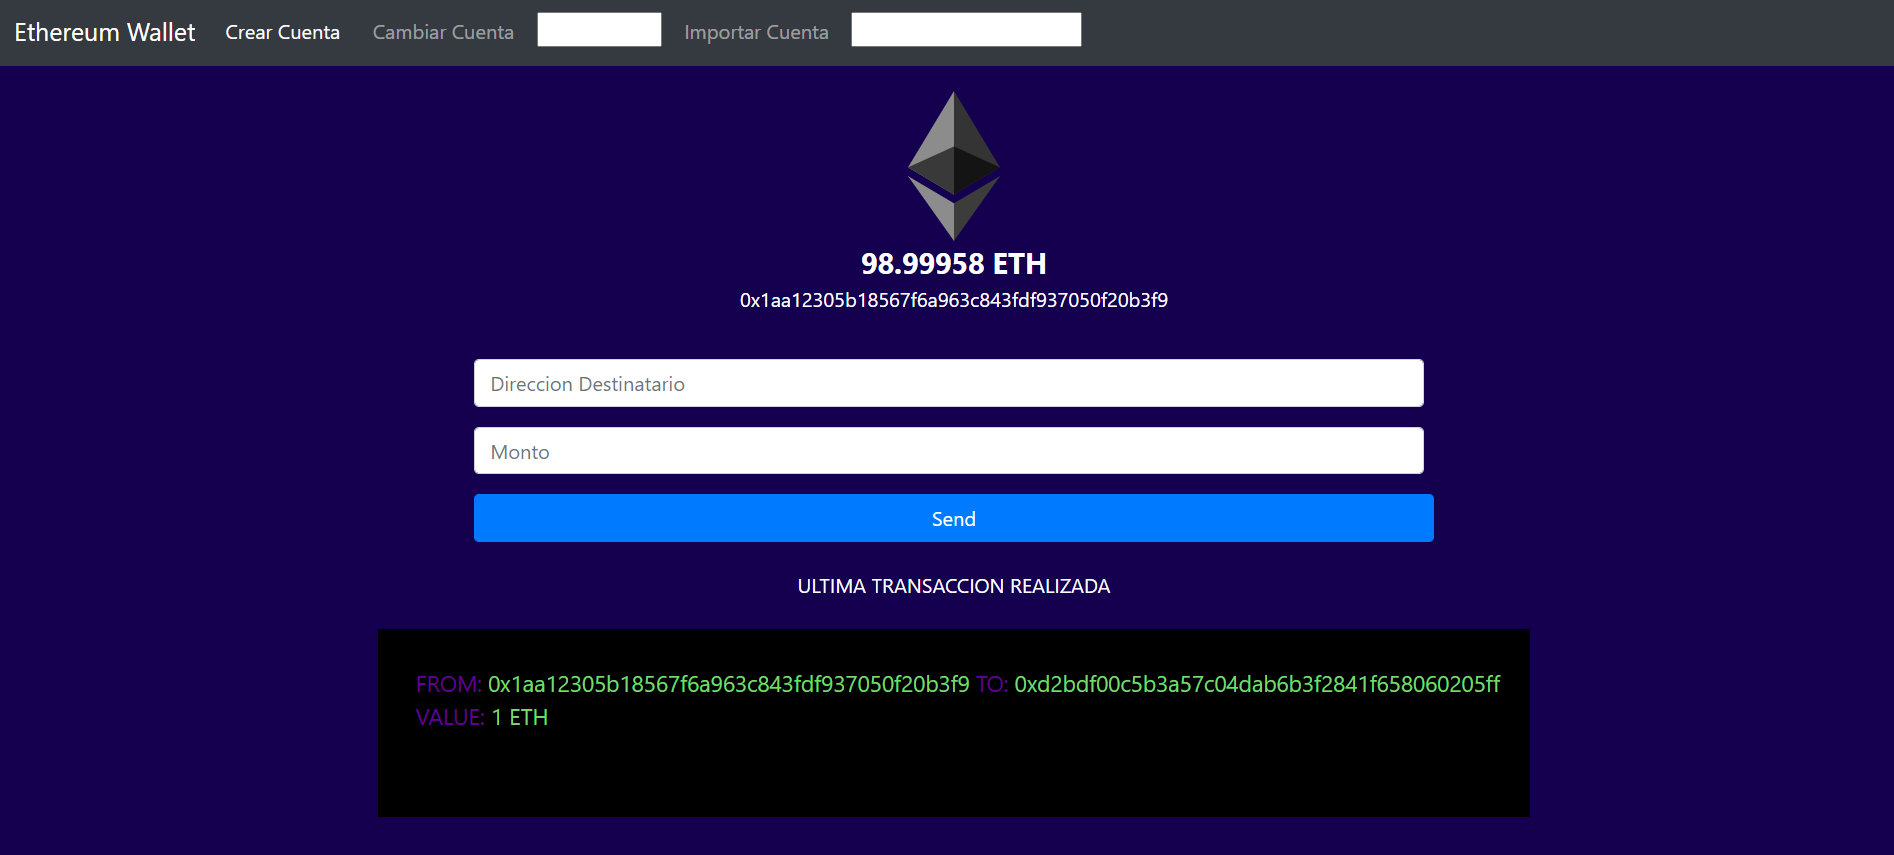 Ethereum Wallet Crear Cuenta Cambiar Cuenta Importar Cuenta
98.99958 ETH
0x1aa12305b18567f6a963c843fdf937050f20b3f9
Direccion Destinatario
Monto
Send
ULTIMA TRANSACCION REALIZADA
FROM: 0x1aa12305b18567f6a963c843fdf937050f20b3f9 TO: 0xd2bdf00c5b3a57c04dab6b3f2841f658060205ff
VALUE: 1 ETH